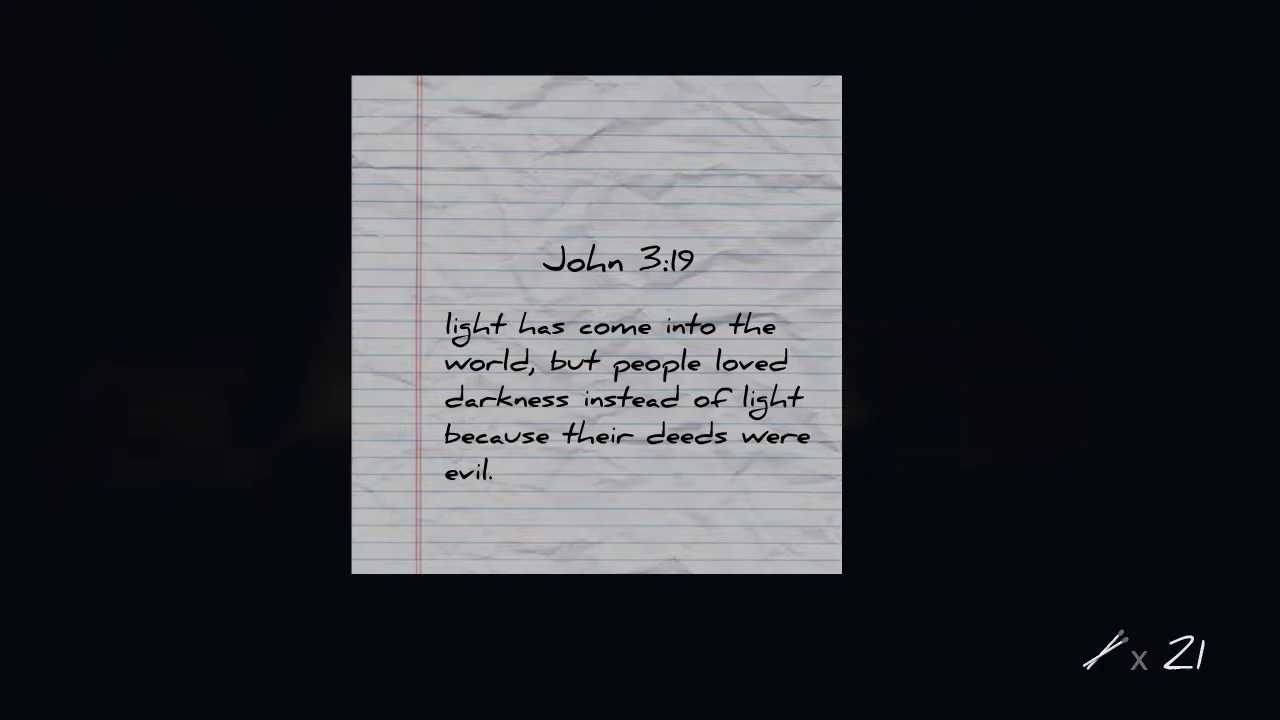 John 3:19
light has come into the
world, but people loved
darkness instead of light
because their deeds were
evil.
x 21